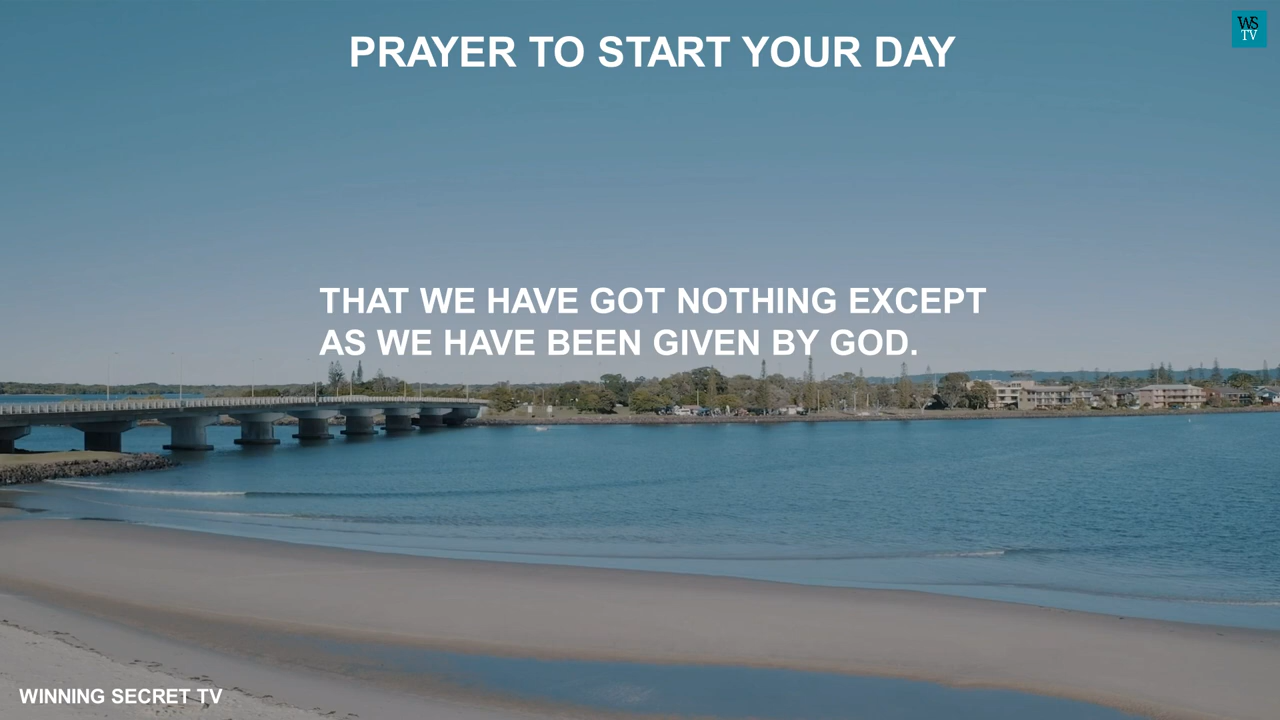 PRAYER TO START YOUR DAY
WS
TV
THAT WE HAVE GOT NOTHING EXCEPT
AS WE HAVE BEEN GIVEN BY GOD.
WINNING SECRET TV